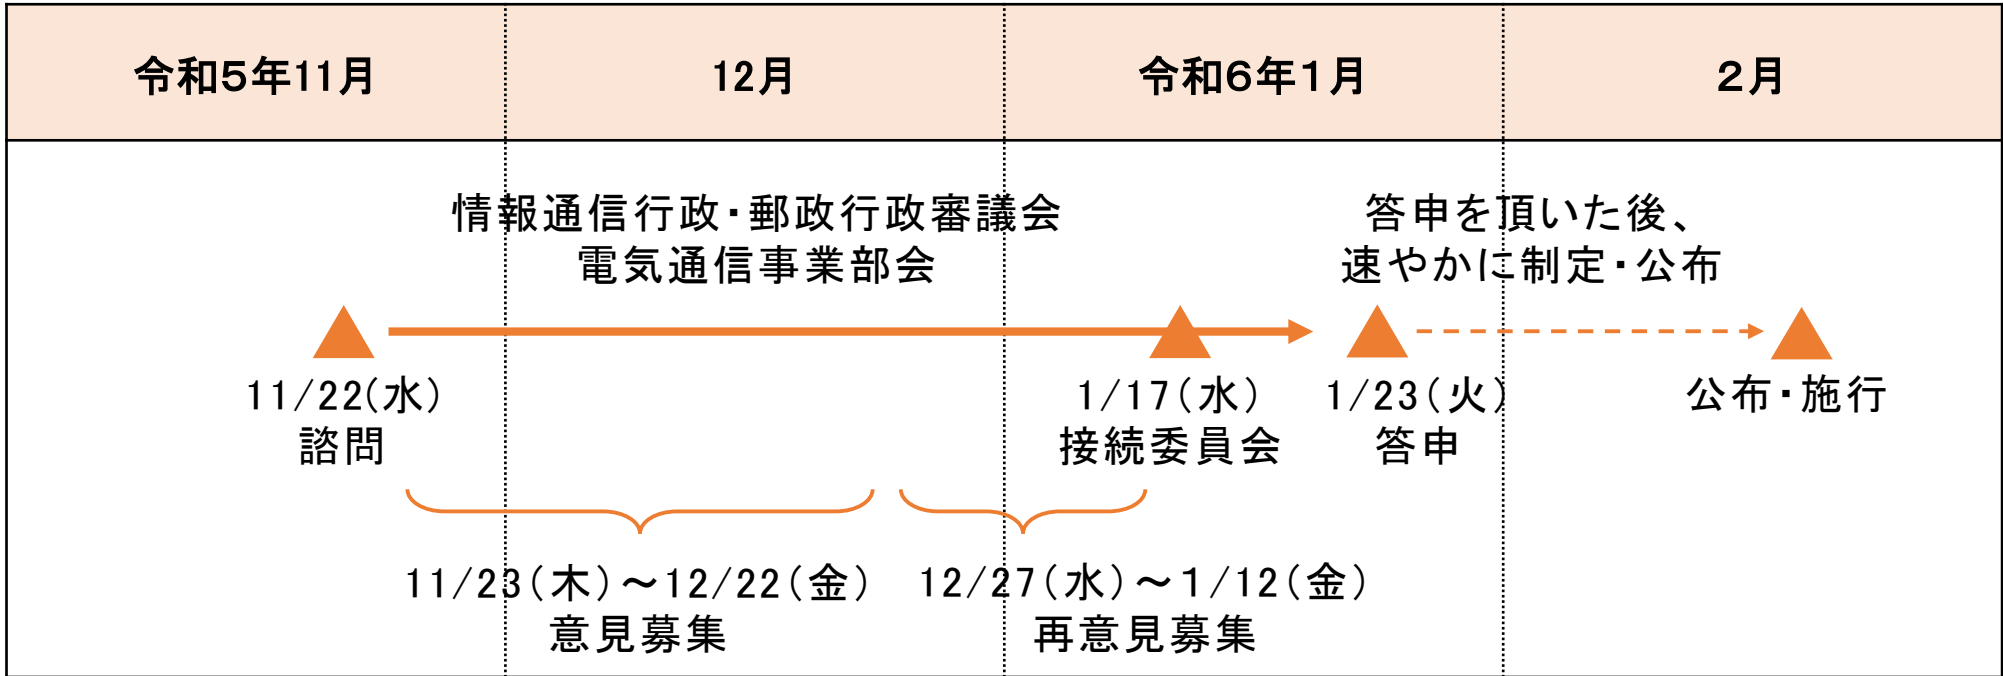 令和５年11月
12月
令和６年１月
２月
情報通信行政・郵政行政審議会
電気通信事業部会
答申を頂いた後、
速やかに制定・公布
11/22(水)
諮問
1/17(水)
接続委員会
1/23(火)
答申
公布・施行
11/23(木)～12/22(金)
意見募集
12/27(水)～1/12(金)
再意見募集